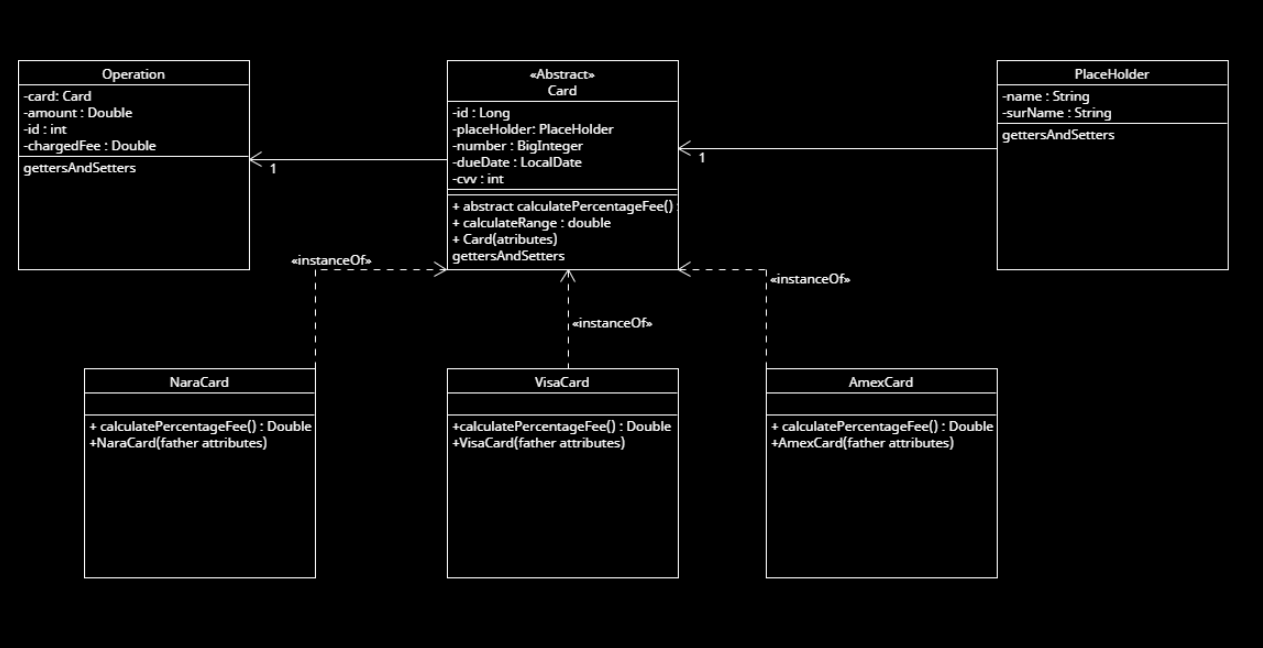 Operation
-card: Card
-amount : Double
-id : int
-chargedFee : Double
gettersAndSetters
1
«Abstract»
Card
-id : Long
-placeHolder: PlaceHolder
-number : BigInteger
-dueDate : LocalDate
-cvv : int
+ abstract calculatePercentageFee() :
+ calculateRange : double
+ Card(atributes)
gettersAndSetters
1
PlaceHolder
-name : String
-surName : String
gettersAndSetters
«instanceOf»
«instanceOf»
«instanceOf»
NaraCard
+ calculatePercentageFee() : Double
+NaraCard(father attributes)
VisaCard
+calculatePercentageFee() : Double
+VisaCard(father attributes)
AmexCard
+ calculatePercentageFee() : Double
+AmexCard(father attributes)